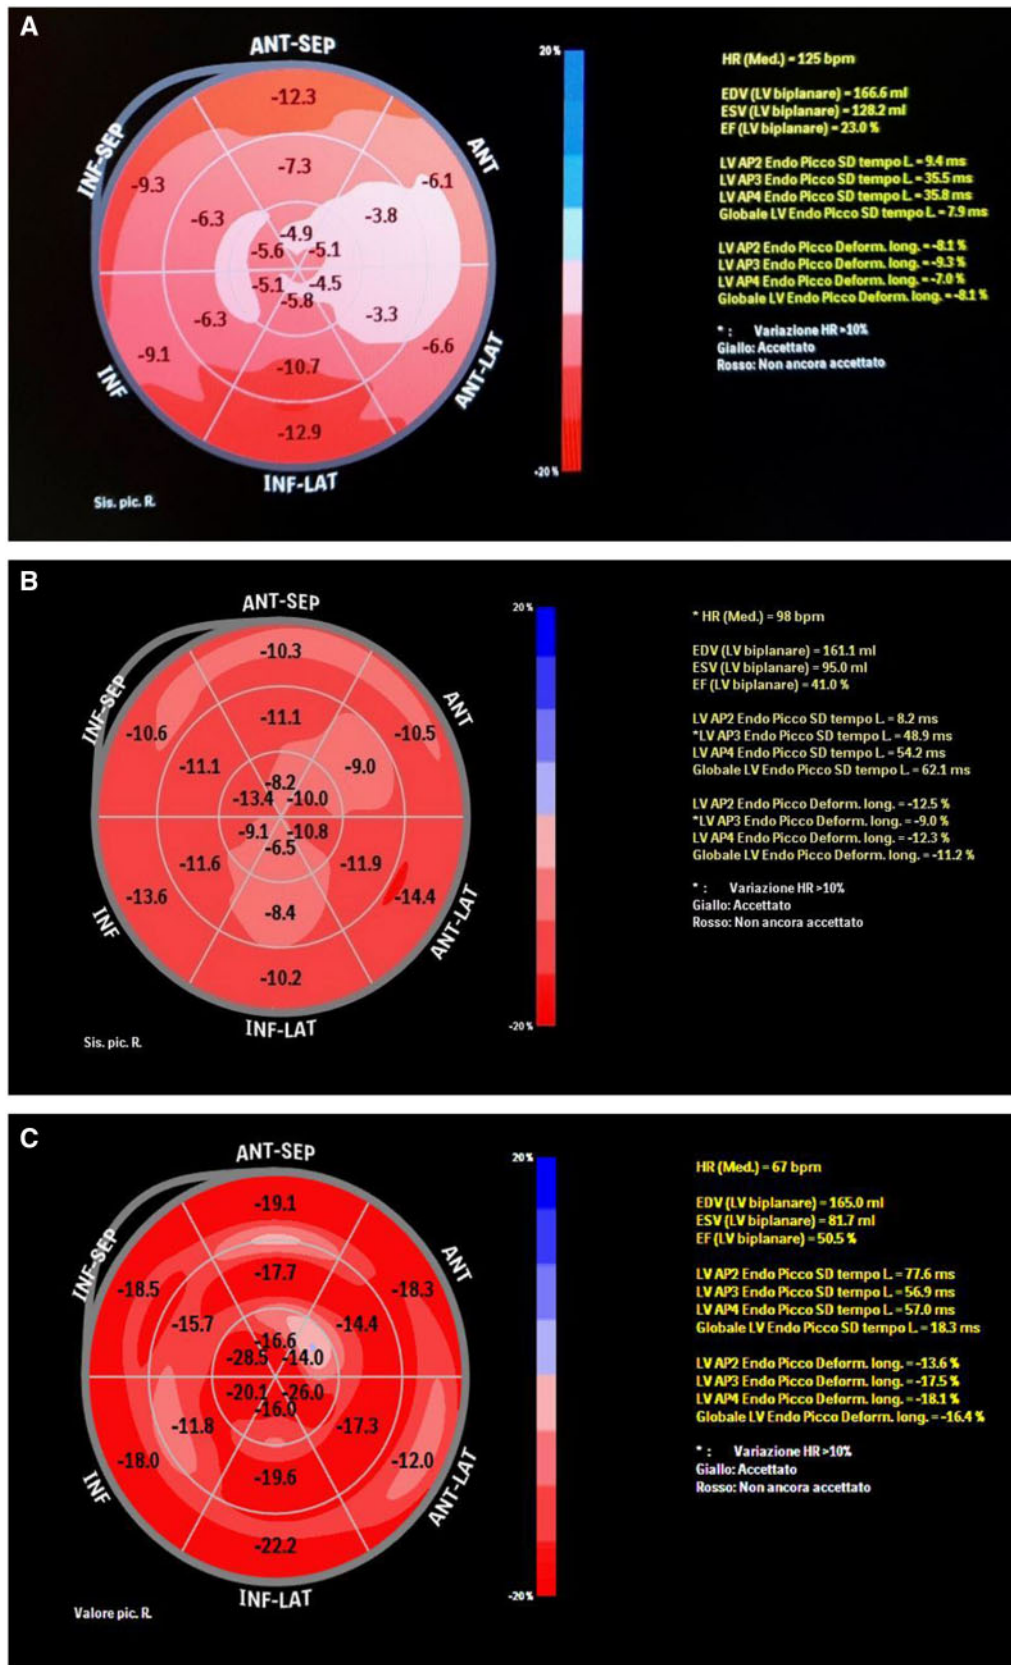 A
ANT-SEP
-12.3
INF-SEP
ANT
-9.3
-7.3
-6.1
-6.3
-3.8
-4.9
-5.6
-5.1
-5.1
-4.5
-5.8
-6.3
-3.3
-9.1
-6.6
-10.7
INF
ANT-LAT
-12.9
INF-LAT
Sis. pic. R.
20 %
-20 %
HR (Med.) = 125 bpm
EDV (LV biplanare) = 166.6 ml
ESV (LV biplanare) = 128.2 ml
EF (LV biplanare) = 23.0 %
LV AP2 Endo Picco SD tempo L. = 9.4 ms
LV AP3 Endo Picco SD tempo L. = 35.5 ms
LV AP4 Endo Picco SD tempo L. = 35.8 ms
Globale LV Endo Picco SD tempo L. = 7.9 ms
LV AP2 Endo Picco Deform. long. = -8.1 %
LV AP3 Endo Picco Deform. long. = -9.3 %
LV AP4 Endo Picco Deform. long. = -7.0 %
Globale LV Endo Picco Deform. long. = -8.1 %
* : Variazione HR >10%
Giallo: Accettato
Rosso: Non ancora accettato
B
ANT-SEP
-10.3
INF-SEP
ANT
-10.6
-11.1
-10.5
-11.1
-9.0
-8.2
-13.4
-10.0
-9.1
-10.8
-6.5
-11.6
-11.9
-13.6
-14.4
-8.4
INF
ANT-LAT
-10.2
INF-LAT
Sis. pic. R.
20 %
-20 %
* HR (Med.) = 98 bpm
EDV (LV biplanare) = 161.1 ml
ESV (LV biplanare) = 95.0 ml
EF (LV biplanare) = 41.0 %
LV AP2 Endo Picco SD tempo L. = 8.2 ms
*LV AP3 Endo Picco SD tempo L. = 48.9 ms
LV AP4 Endo Picco SD tempo L. = 54.2 ms
Globale LV Endo Picco SD tempo L. = 62.1 ms
LV AP2 Endo Picco Deform. long. = -12.5 %
*LV AP3 Endo Picco Deform. long. = -9.0 %
LV AP4 Endo Picco Deform. long. = -12.3 %
Globale LV Endo Picco Deform. long. = -11.2 %
* : Variazione HR >10%
Giallo: Accettato
Rosso: Non ancora accettato
C
ANT-SEP
-19.1
INF-SEP
ANT
-18.5
-17.7
-18.3
-15.7
-14.4
-16.6
-28.5
-14.0
-20.1
-26.0
-16.0
-11.8
-17.3
-18.0
-12.0
-19.6
INF
ANT-LAT
-22.2
INF-LAT
Valore pic. R.
20%
-20%
HR (Med.) = 67 bpm
EDV (LV biplanare) = 165.0 ml
ESV (LV biplanare) = 81.7 ml
EF (LV biplanare) = 50.5 %
LV AP2 Endo Picco SD tempo L. = 77.6 ms
LV AP3 Endo Picco SD tempo L. = 56.9 ms
LV AP4 Endo Picco SD tempo L. = 57.0 ms
Globale LV Endo Picco SD tempo L. = 18.3 ms
LV AP2 Endo Picco Deform. long. = -13.6 %
LV AP3 Endo Picco Deform. long. = -17.5 %
LV AP4 Endo Picco Deform. long. = -18.1 %
Globale LV Endo Picco Deform. long. = -16.4 %
* : Variazione HR >10%
Giallo: Accettato
Rosso: Non ancora accettato